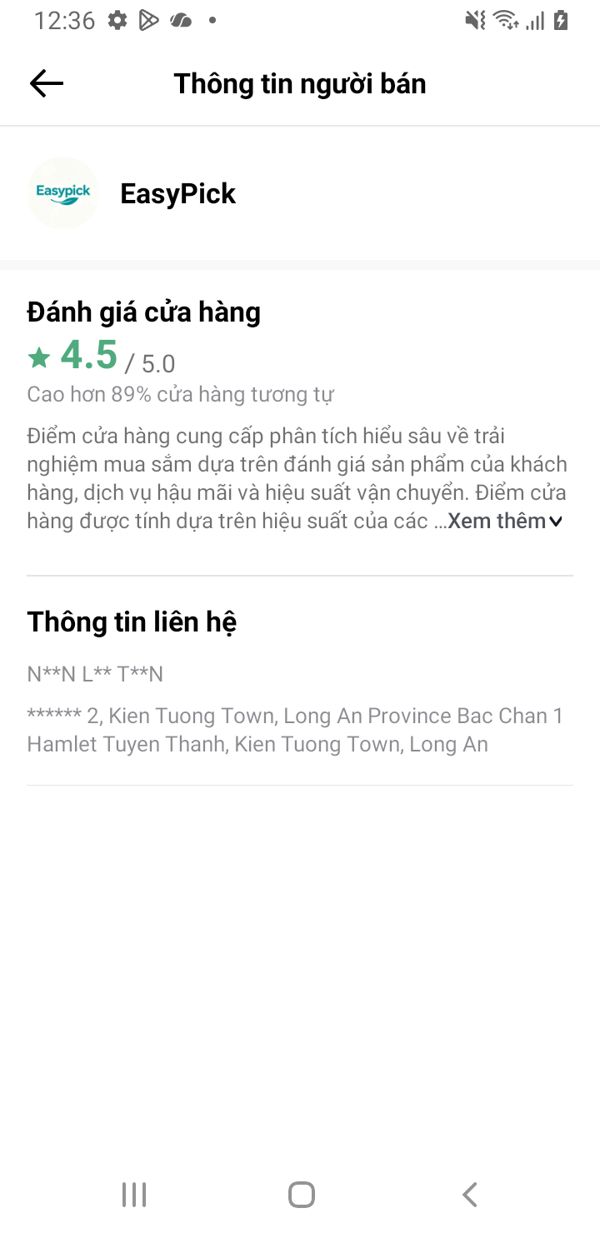 12:36
Thông tin người bán
Easypick
EasyPick
Đánh giá cửa hàng
4.5 / 5.0
Cao hơn 89% cửa hàng tương tự
Điểm cửa hàng cung cấp phân tích hiểu sâu về trải
nghiệm mua sắm dựa trên đánh giá sản phẩm của khách
hàng, dịch vụ hậu mãi và hiệu suất vận chuyển. Điểm cửa
hàng được tính dựa trên hiệu suất của các ...Xem thêm
Thông tin liên hệ
N**N L** T**N
****** 2, Kien Tuong Town, Long An Province Bac Chan 1
Hamlet Tuyen Thanh, Kien Tuong Town, Long An